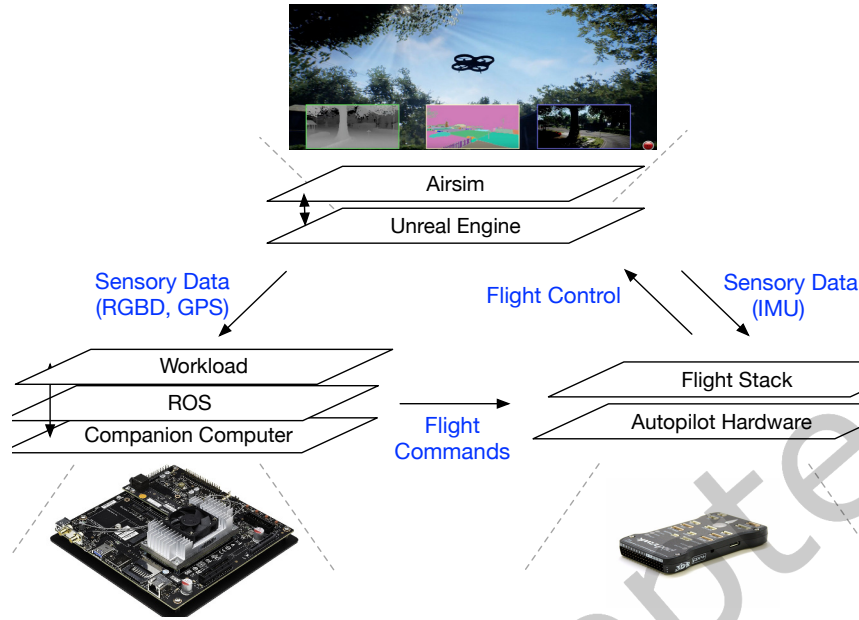 Airsim
Unreal Engine
Sensory Data
(RGBD, GPS)
Flight Control
Sensory Data
(IMU)
Workload
ROS
Companion Computer
Flight
Commands
Flight Stack
Autopilot Hardware